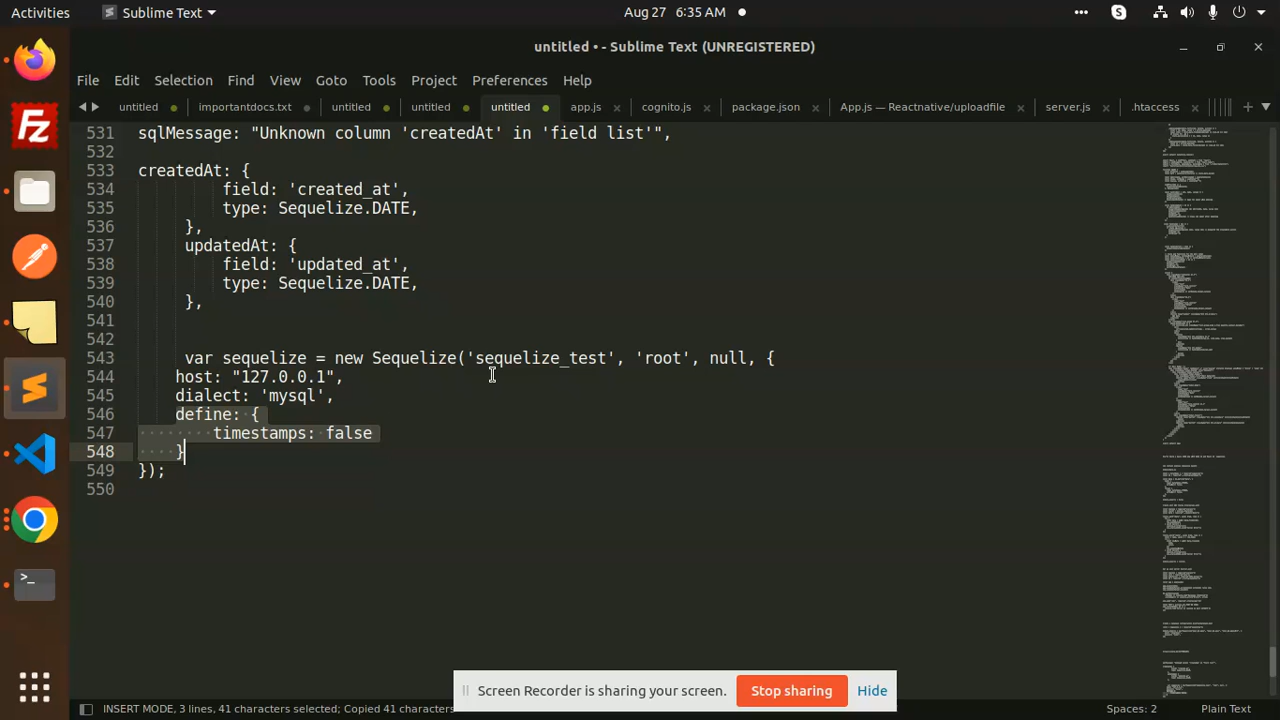 Activities Sublime Text Aug 27 6:35 AM
untitled • - Sublime Text (UNREGISTERED)
File Edit Selection Find View Goto Tools Project Preferences Help
untitled importantdocs.txt untitled untitled untitled app.js cognito.js package.json App.js — Reactnative/uploadfile server.js .htaccess
531 sqlMessage: "Unknown column 'createdAt' in 'field list'",
532
533 createdAt: {
534 field: 'created_at',
535 type: Sequelize.DATE,
536 },
537 updatedAt: {
538 field: 'updated_at',
539 type: Sequelize.DATE,
540 },
541
542
543 var sequelize = new Sequelize('sequelize_test', 'root', null, {
544 host: "127.0.0.1",
545 dialect: 'mysql',
546 define: {
547 timestamps: false
548 }
549 });
550
Screen Recorder is sharing your screen. Stop sharing Hide
INSERT MODE, 3 lines, 41 characters selected; Copied 41 characters Spaces: 2 Plain Text